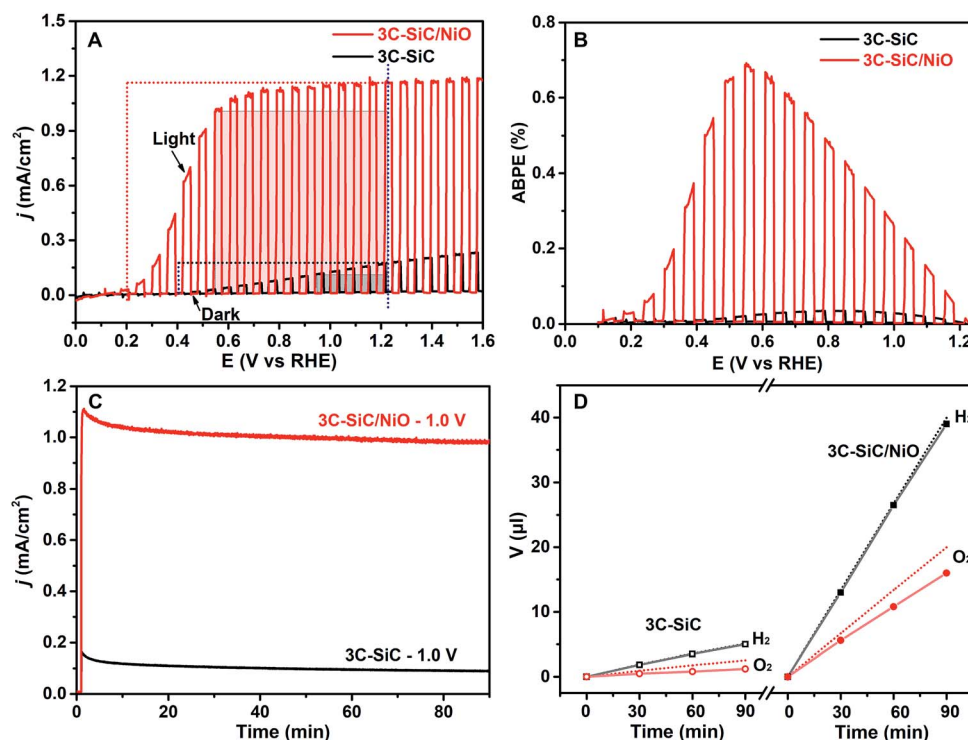 A
3C-SiC/NiO
3C-SiC
1.5
1.2
0.9
0.6
0.3
0.0
j (mA/cm²)
Light
Dark
0.0 0.2 0.4 0.6 0.8 1.0 1.2 1.4 1.6
E (V vs RHE)
B
3C-SiC
3C-SiC/NiO
0.8
0.6
0.4
0.2
0.0
ABPE (%)
0.0 0.2 0.4 0.6 0.8 1.0 1.2
E (V vs RHE)
C
3C-SiC/NiO - 1.0 V
3C-SiC - 1.0 V
1.2
1.0
0.8
0.6
0.4
0.2
0.0
j (mA/cm²)
0 20 40 60 80
Time (min)
D
3C-SiC/NiO
3C-SiC
H₂
O₂
H₂
O₂
40
30
20
10
0
V (µl)
0 30 60 90 0 30 60 90
Time (min) Time (min)